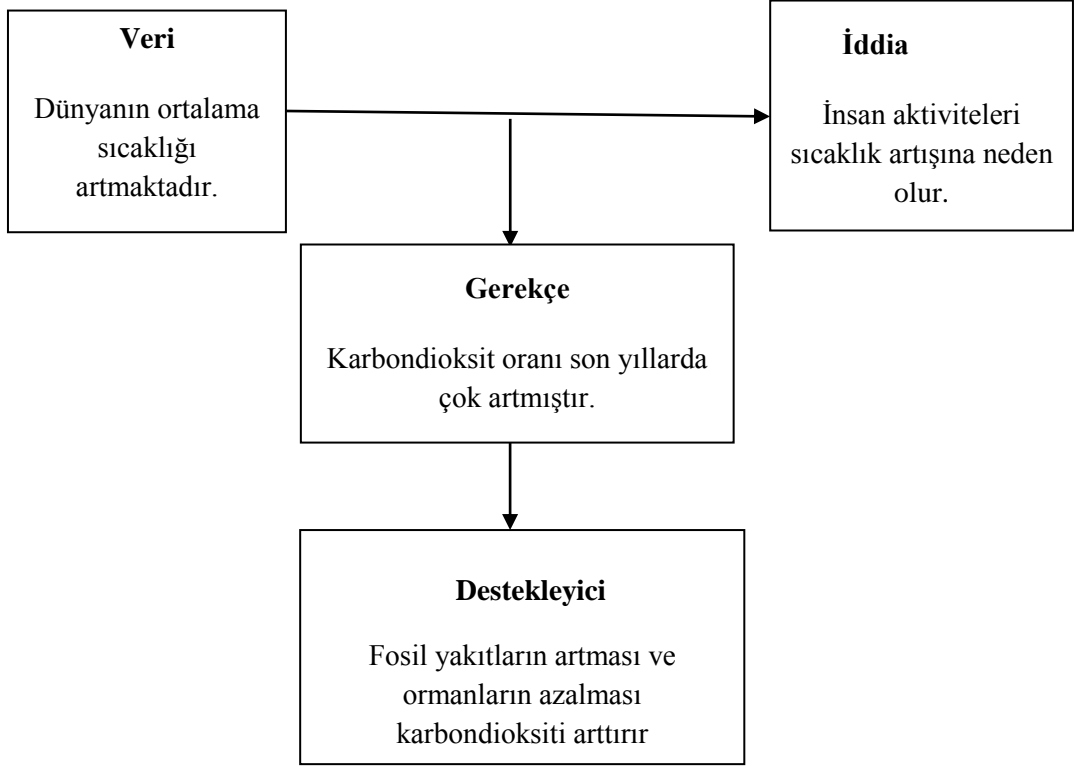 Veri
Dünyanın ortalama
sıcaklığı
artmaktadır.
İddia
İnsan aktiviteleri
sıcaklık artışına neden
olur.
Gerekçe
Karbondioksit oranı son yıllarda
çok artmıştır.
Destekleyici
Fosil yakıtların artması ve
ormanların azalması
karbondioksiti arttırır